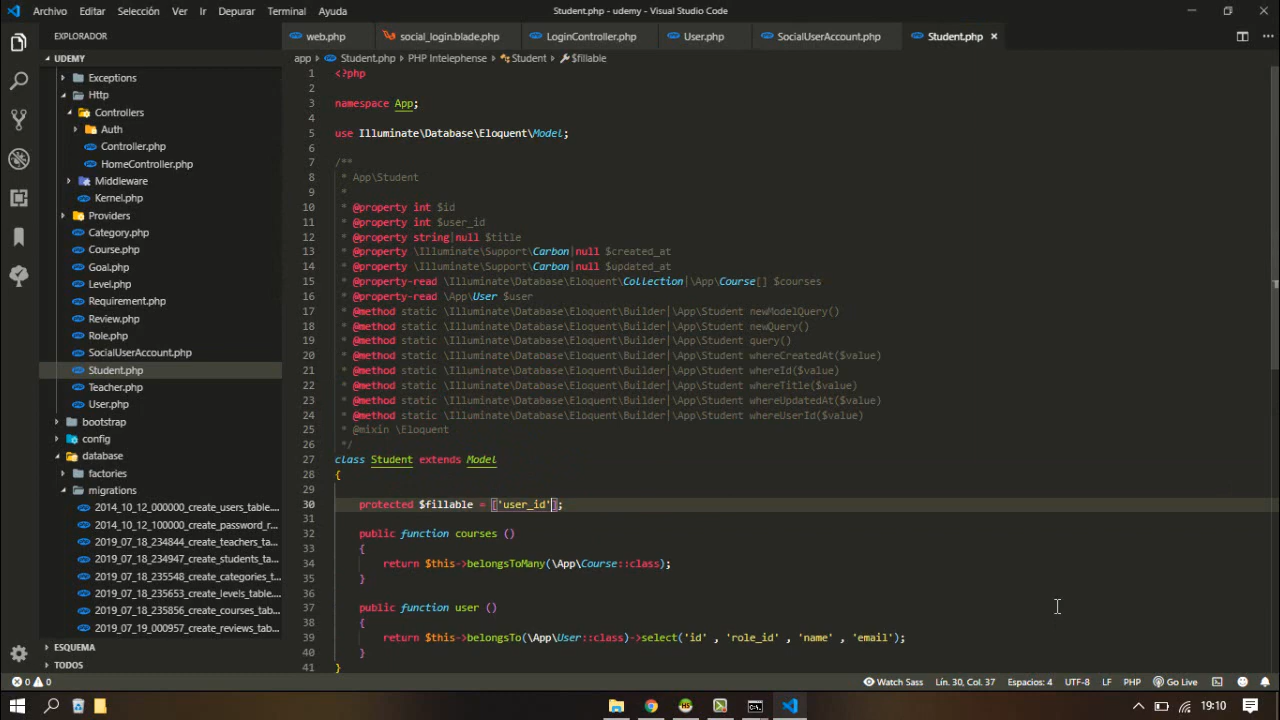 Archivo Editar Selección Ver Ir Depurar Terminal Ayuda
Student.php - udemy - Visual Studio Code
EXPLORADOR
web.php social_login.blade.php LoginController.php User.php SocialUserAccount.php Student.php
UDEMY
app Student.php PHP Intelephense Student $fillable
Exceptions
Http
Controllers
Auth
Controller.php
HomeController.php
Middleware
Kernel.php
Providers
Category.php
Course.php
Goal.php
Level.php
Requirement.php
Review.php
Role.php
SocialUserAccount.php
Student.php
Teacher.php
User.php
bootstrap
config
database
factories
migrations
2014_10_12_000000_create_users_table...
2014_10_12_100000_create_password_r...
2019_07_18_234844_create_teachers_ta...
2019_07_18_234947_create_students_ta...
2019_07_18_235548_create_categories_t...
2019_07_18_235653_create_levels_table...
2019_07_18_235856_create_courses_tab...
2019_07_19_000957_create_reviews_tab...
ESQUEMA
TODOS
1 <?php
2
3 namespace App;
4
5 use Illuminate\Database\Eloquent\Model;
6
7 /**
8 * App\Student
9 *
10 * @property int $id
11 * @property int $user_id
12 * @property string|null $title
13 * @property \Illuminate\Support\Carbon|null $created_at
14 * @property \Illuminate\Support\Carbon|null $updated_at
15 * @property-read \Illuminate\Database\Eloquent\Collection|\App\Course[] $courses
16 * @property-read \App\User $user
17 * @method static \Illuminate\Database\Eloquent\Builder|\App\Student newModelQuery()
18 * @method static \Illuminate\Database\Eloquent\Builder|\App\Student newQuery()
19 * @method static \Illuminate\Database\Eloquent\Builder|\App\Student query()
20 * @method static \Illuminate\Database\Eloquent\Builder|\App\Student whereCreatedAt($value)
21 * @method static \Illuminate\Database\Eloquent\Builder|\App\Student whereId($value)
22 * @method static \Illuminate\Database\Eloquent\Builder|\App\Student whereTitle($value)
23 * @method static \Illuminate\Database\Eloquent\Builder|\App\Student whereUpdatedAt($value)
24 * @method static \Illuminate\Database\Eloquent\Builder|\App\Student whereUserId($value)
25 * @mixin \Eloquent
26 */
27 class Student extends Model
28 {
29
30 protected $fillable = ['user_id'];
31
32 public function courses ()
33 {
34 return $this->belongsToMany(\App\Course::class);
35 }
36
37 public function user ()
38 {
39 return $this->belongsTo(\App\User::class)->select('id' , 'role_id' , 'name' , 'email');
40 }
41 }
0 0 Watch Sass Lín. 30, Col. 37 Espacios: 4 UTF-8 LF PHP Go Live
19:10